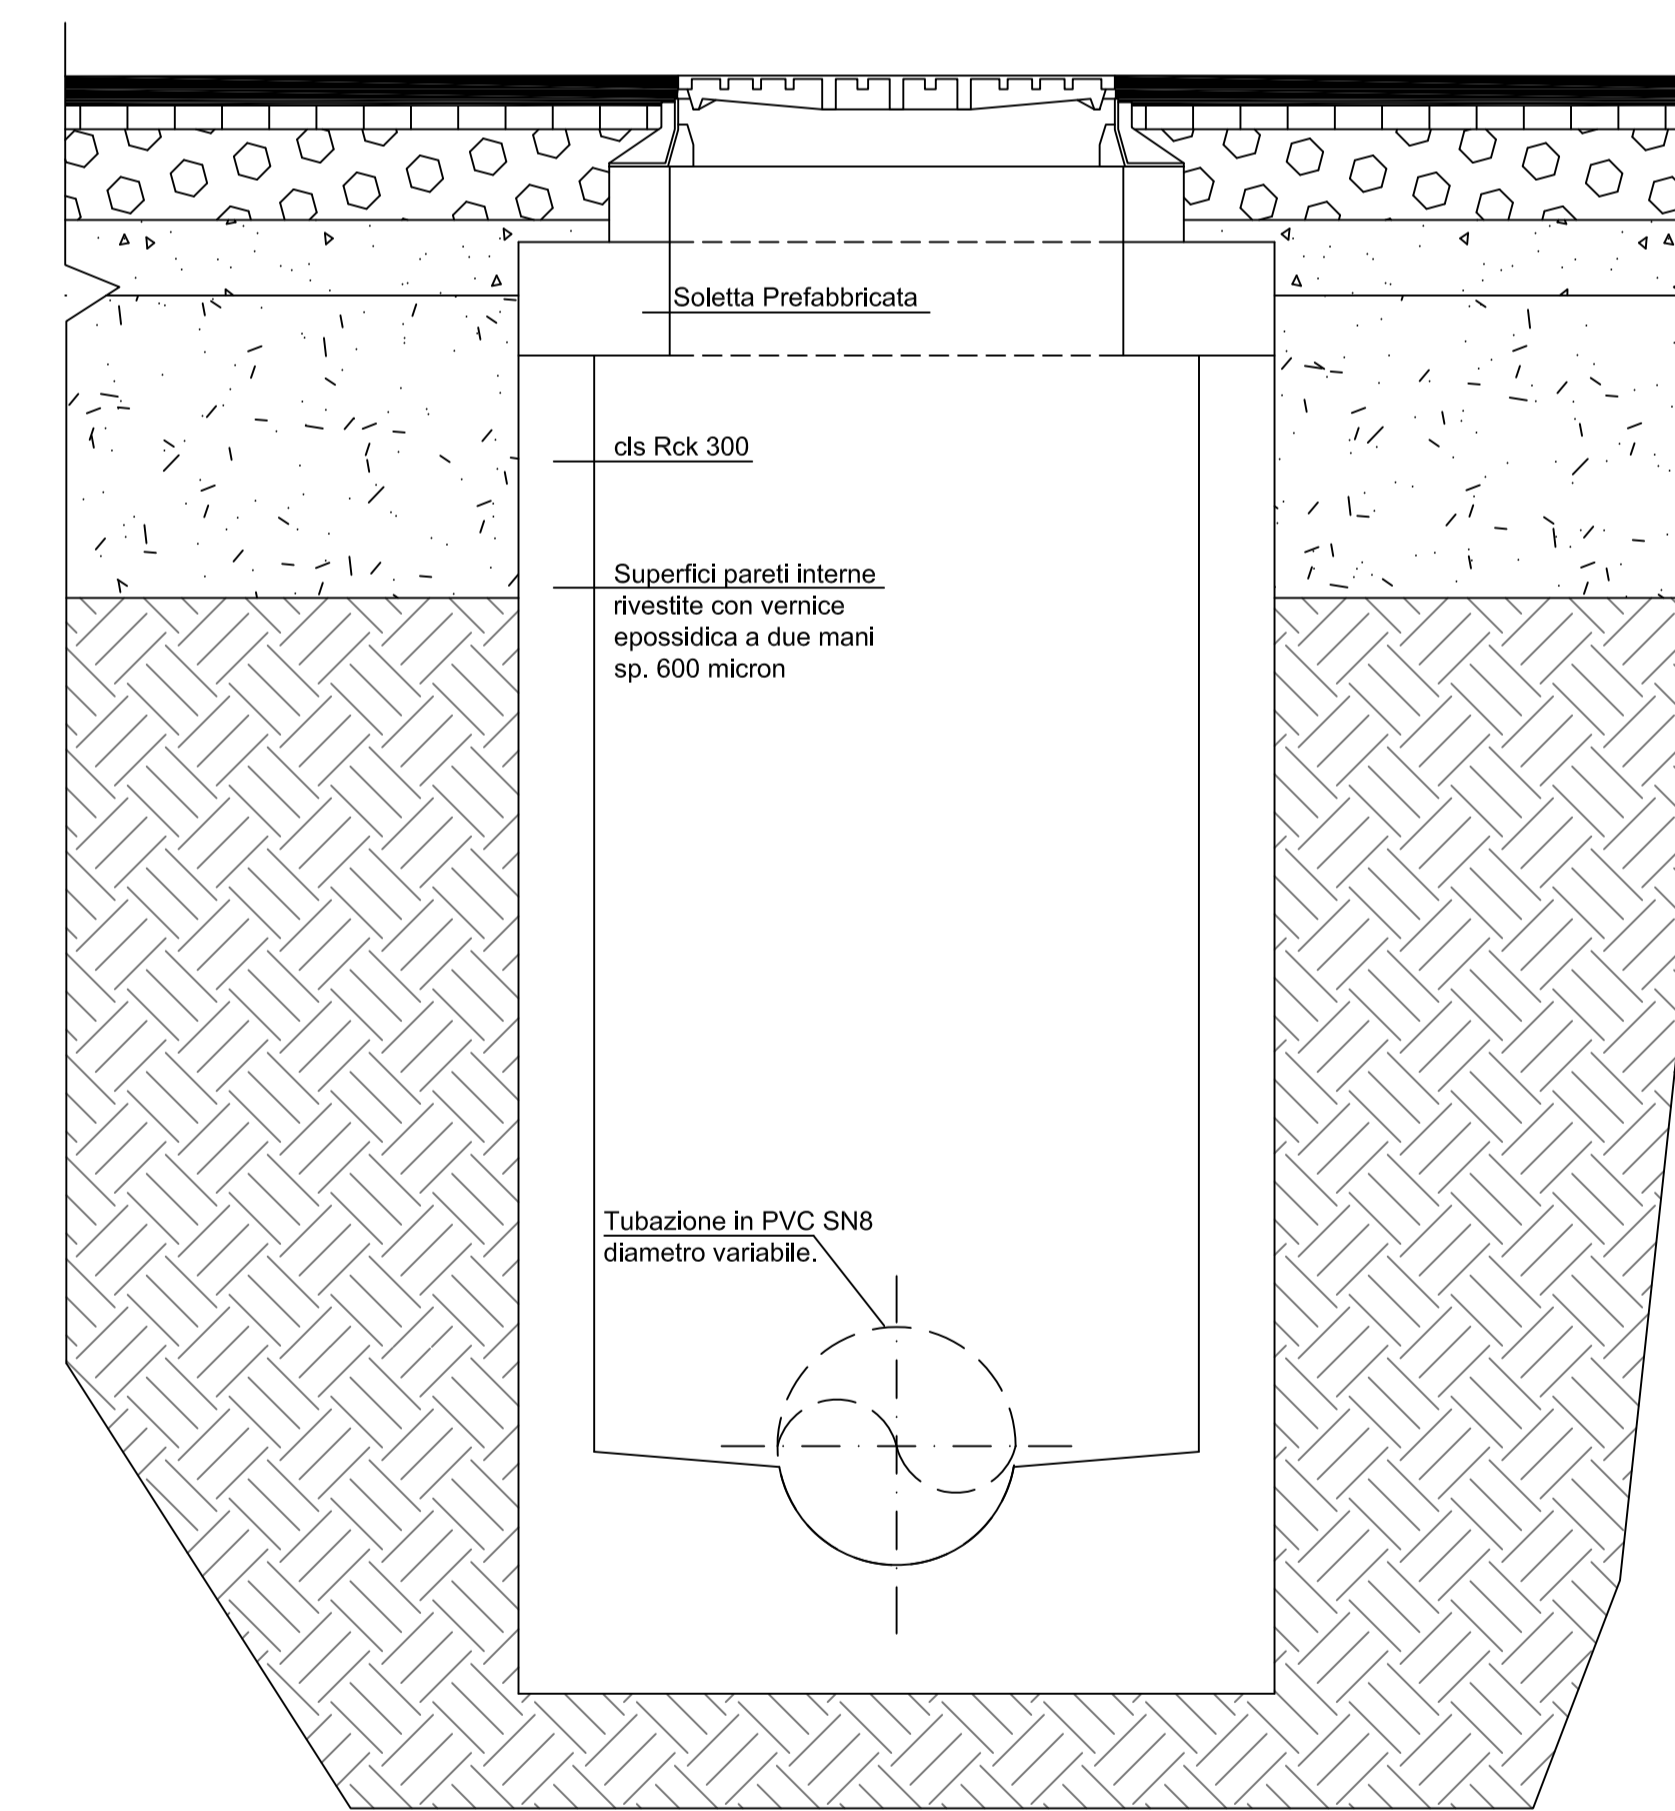 Soletta Prefabbricata
cls Rck 300
Superfici pareti interne
rivestite con vernice
epossidica a due mani
sp. 600 micron
Tubazione in PVC SN8
diametro variabile.